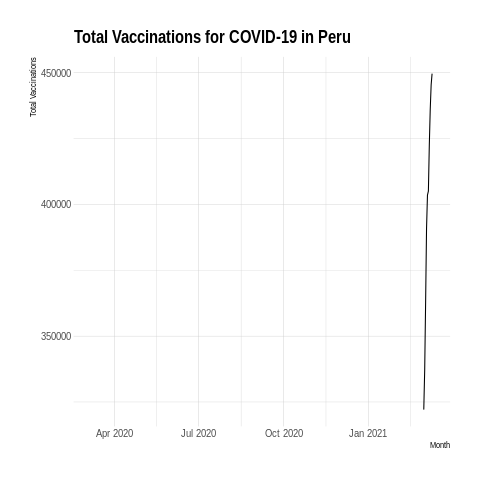 Total Vaccinations for COVID-19 in Peru
Total Vaccinations
450000
400000
350000
Apr 2020
Jul 2020
Oct 2020
Jan 2021
Month